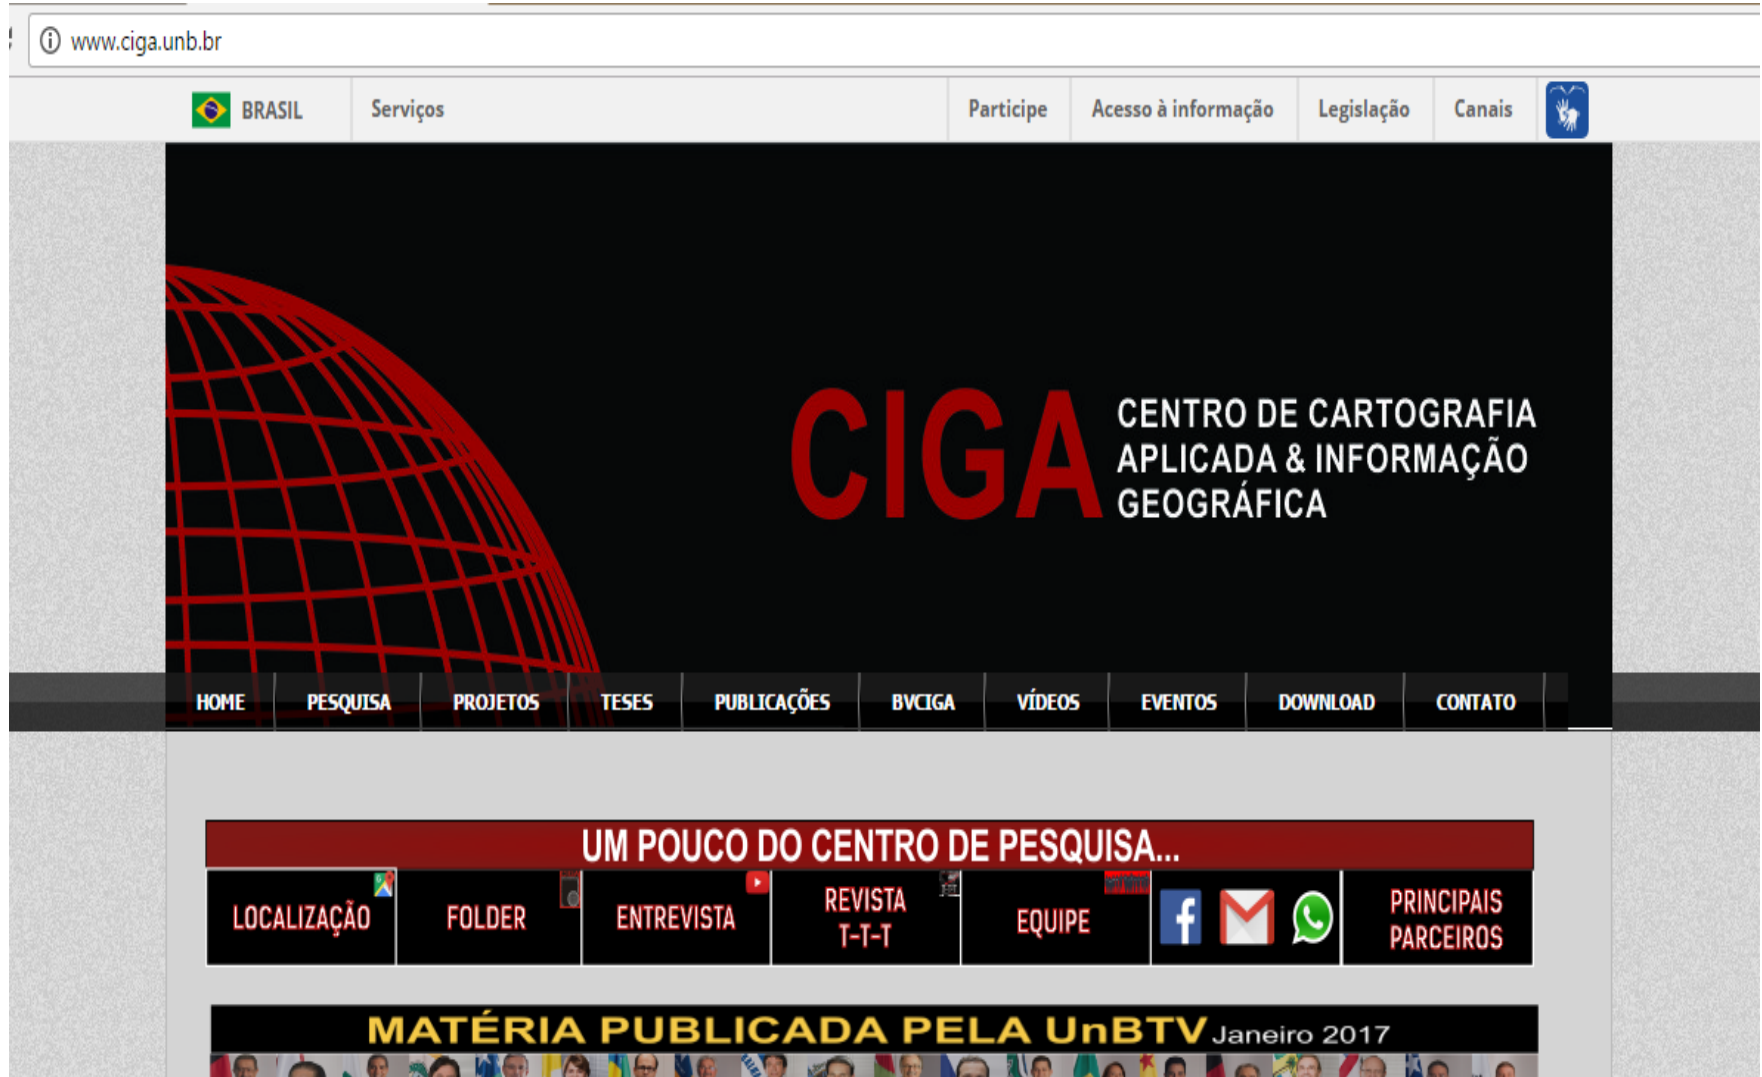 www.ciga.unb.br
BRASIL
Serviços
Participe
Acesso à informação
Legislação
Canais
CIGA
CENTRO DE CARTOGRAFIA
APLICADA & INFORMAÇÃO
GEOGRÁFICA
HOME
PESQUISA
PROJETOS
TESES
PUBLICAÇÕES
BVCIGA
VÍDEOS
EVENTOS
DOWNLOAD
CONTATO
UM POUCO DO CENTRO DE PESQUISA...
LOCALIZAÇÃO
FOLDER
ENTREVISTA
REVISTA
T-T-T
EQUIPE
PRINCIPAIS
PARCEIROS
MATÉRIA PUBLICADA PELA UnBTV Janeiro 2017